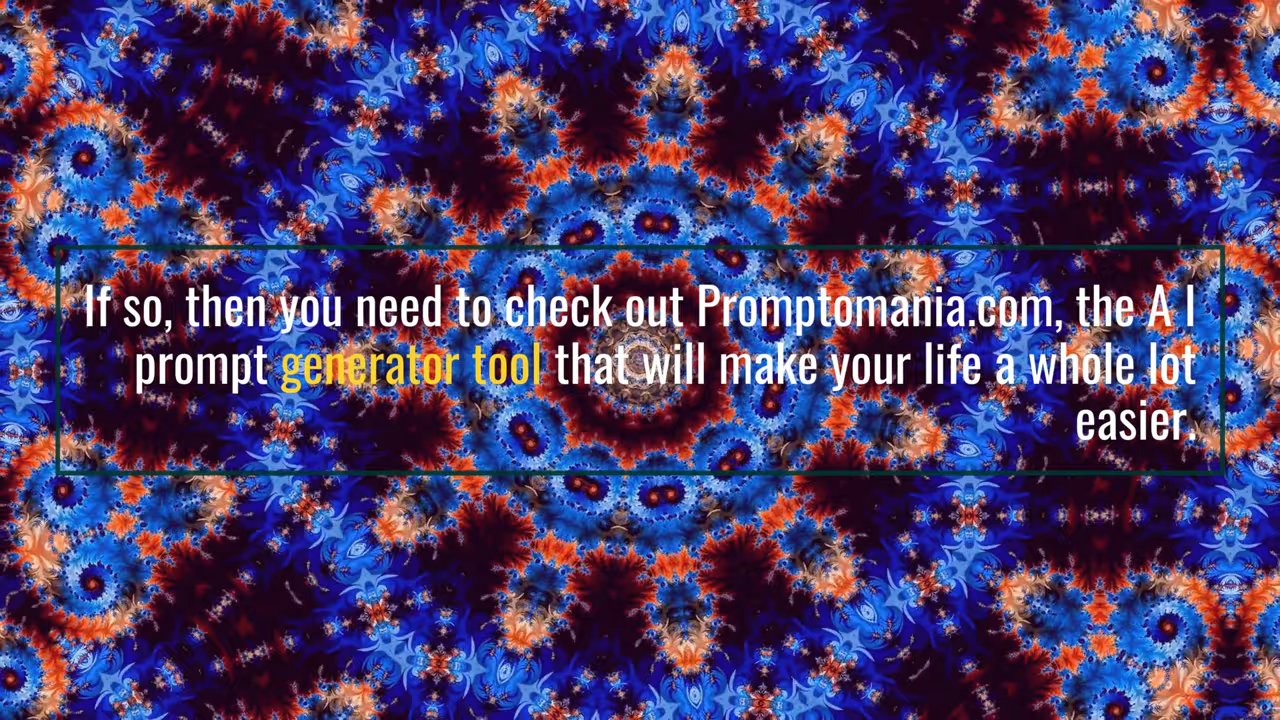 If so, then you need to check out Promptomania.com, the A I
prompt generator tool that will make your life a whole lot
easier.